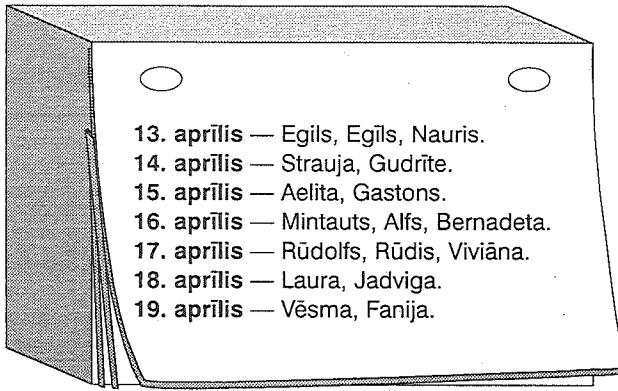 13. aprīlis — Egils, Egīls, Nauris.
14. aprīlis — Strauja, Gudrīte.
15. aprīlis — Aelita, Gastons.
16. aprīlis — Mintauts, Alfs, Bernadeta.
17. aprīlis — Rūdolfs, Rūdis, Viviāna.
18. aprīlis — Laura, Jadviga.
19. aprīlis — Vēsma, Fanija.